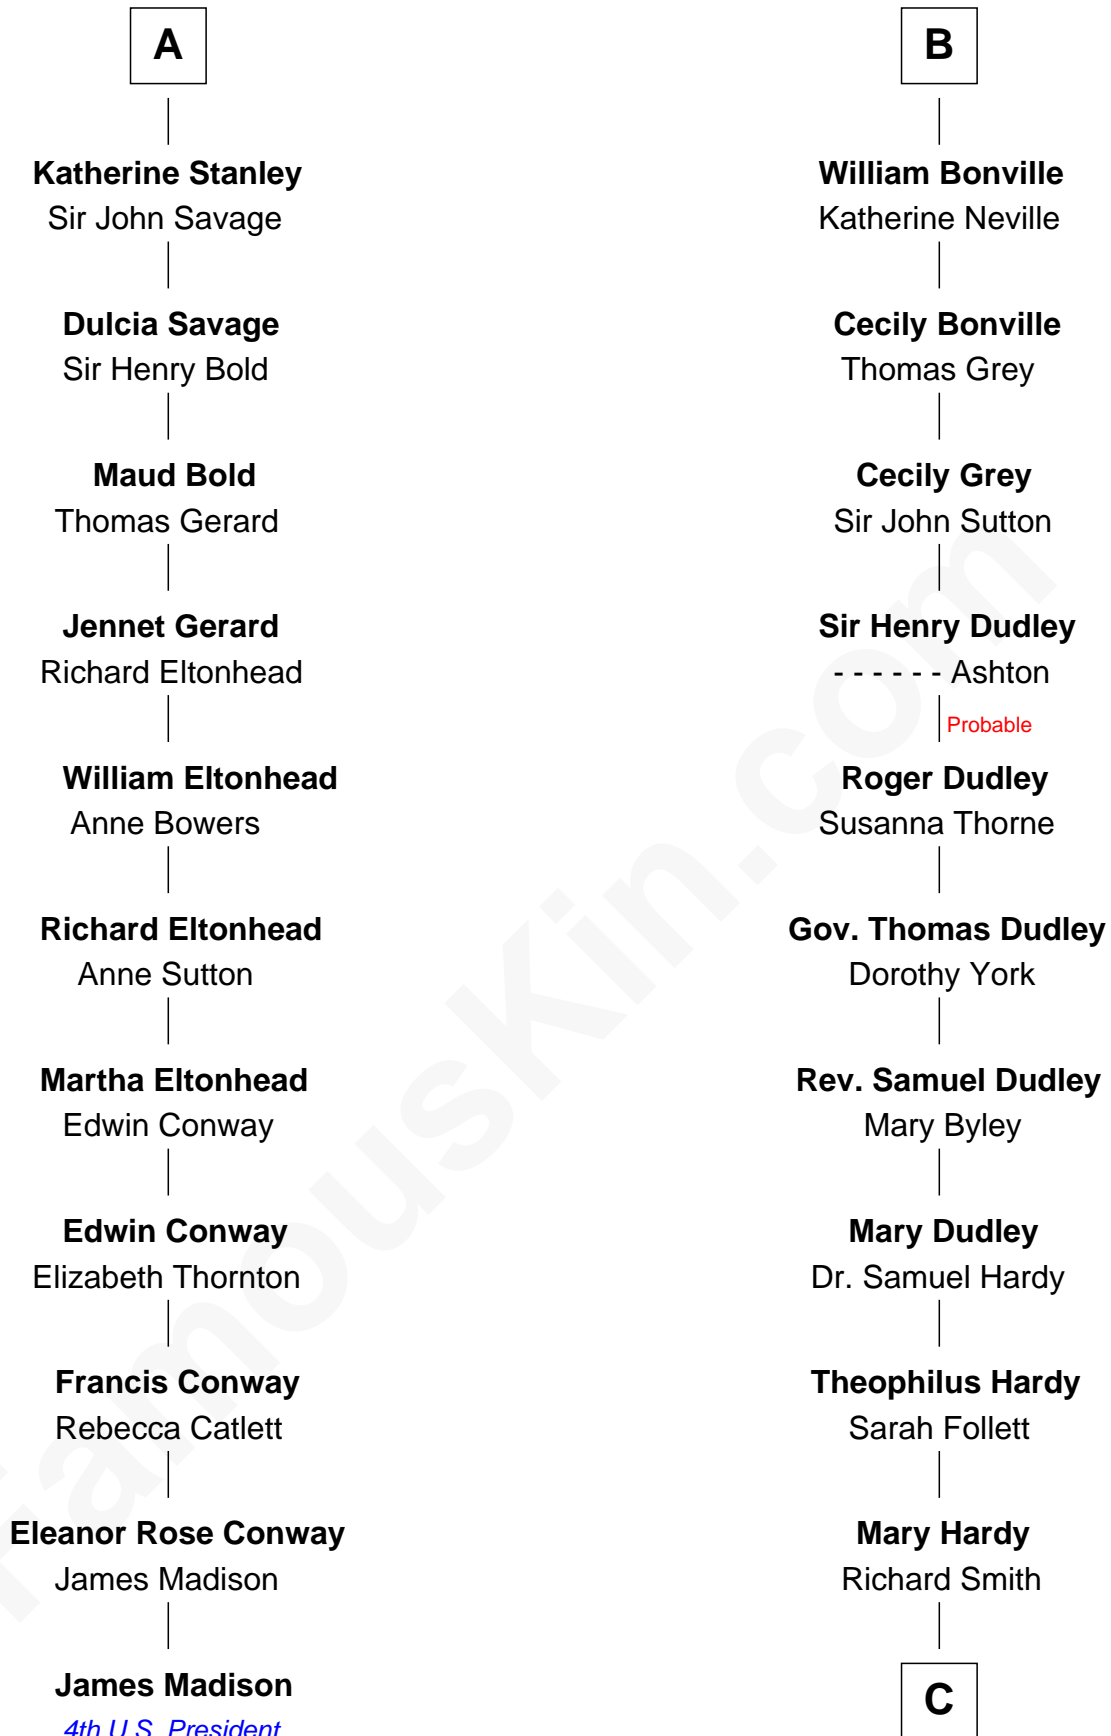 A
Katherine Stanley
Sir John Savage
Dulcia Savage
Sir Henry Bold
Maud Bold
Thomas Gerard
Jennet Gerard
Richard Eltonhead
William Eltonhead
Anne Bowers
Richard Eltonhead
Anne Sutton
Martha Eltonhead
Edwin Conway
Edwin Conway
Elizabeth Thornton
Francis Conway
Rebecca Catlett
Eleanor Rose Conway
James Madison
James Madison
4th U.S. President
B
William Bonville
Katherine Neville
Cecily Bonville
Thomas Grey
Cecily Grey
Sir John Sutton
Sir Henry Dudley
- - - - - - Ashton
Probable
Roger Dudley
Susanna Thorne
Gov. Thomas Dudley
Dorothy York
Rev. Samuel Dudley
Mary Byley
Mary Dudley
Dr. Samuel Hardy
Theophilus Hardy
Sarah Follett
Mary Hardy
Richard Smith
C
FamousKin.com